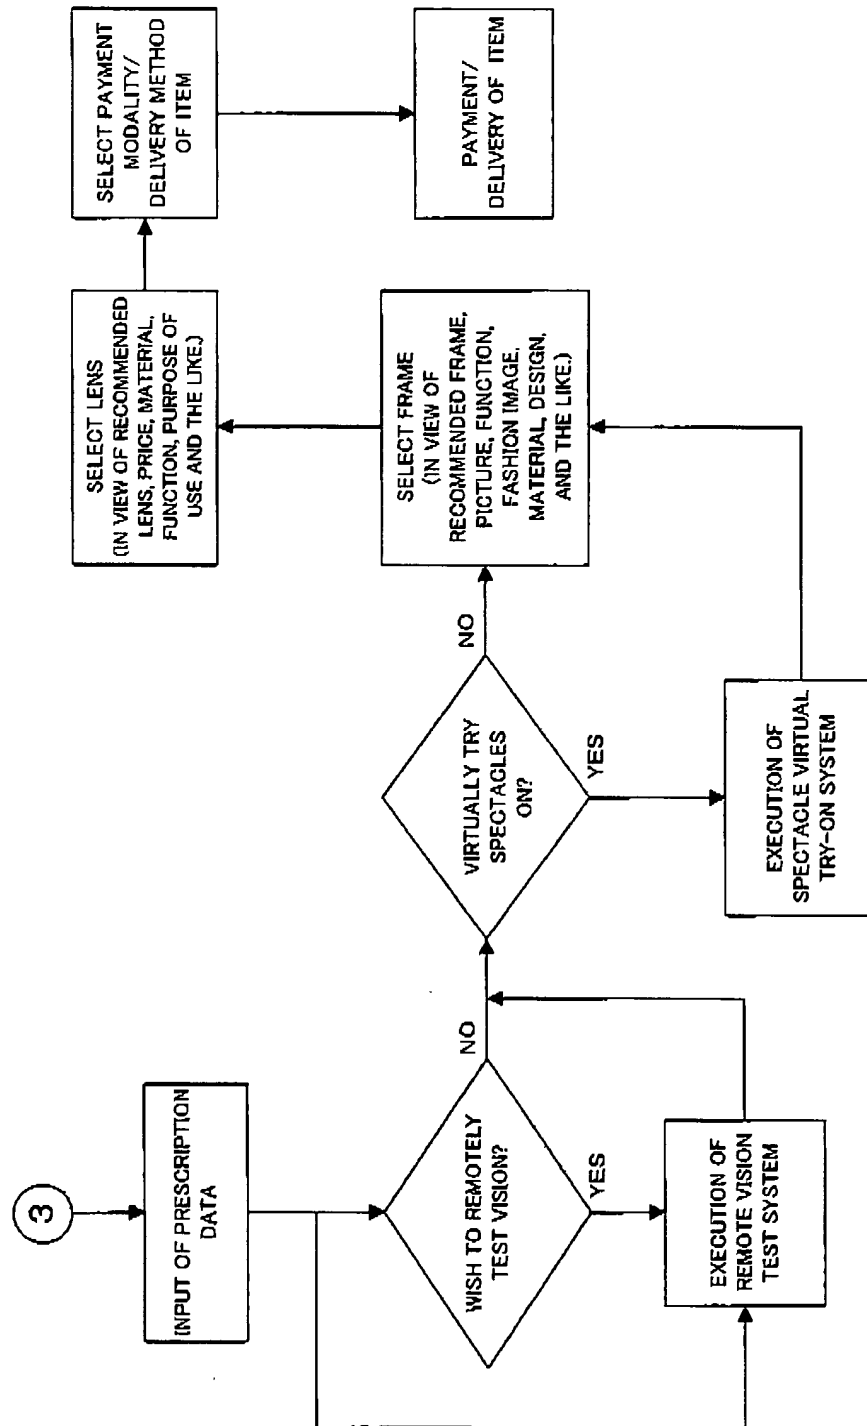 3
INPUT OF PRESCRIPTION
DATA
WISH TO REMOTELY
TEST VISION?
NO
YES
EXECUTION OF
REMOTE VISION
TEST SYSTEM
VIRTUALLY TRY
SPECTACLES
ON?
NO
YES
EXECUTION OF
SPECTACLE VIRTUAL
TRY-ON SYSTEM
SELECT FRAME
(IN VIEW OF
RECOMMENDED FRAME,
PICTURE, FUNCTION,
FASHION IMAGE,
MATERIAL, DESIGN,
AND THE LIKE.)
SELECT LENS
(IN VIEW OF RECOMMENDED
LENS, PRICE, MATERIAL,
FUNCTION, PURPOSE OF
USE AND THE LIKE.)
SELECT PAYMENT
MODALITY/
DELIVERY METHOD
OF ITEM
PAYMENT/
DELIVERY OF ITEM